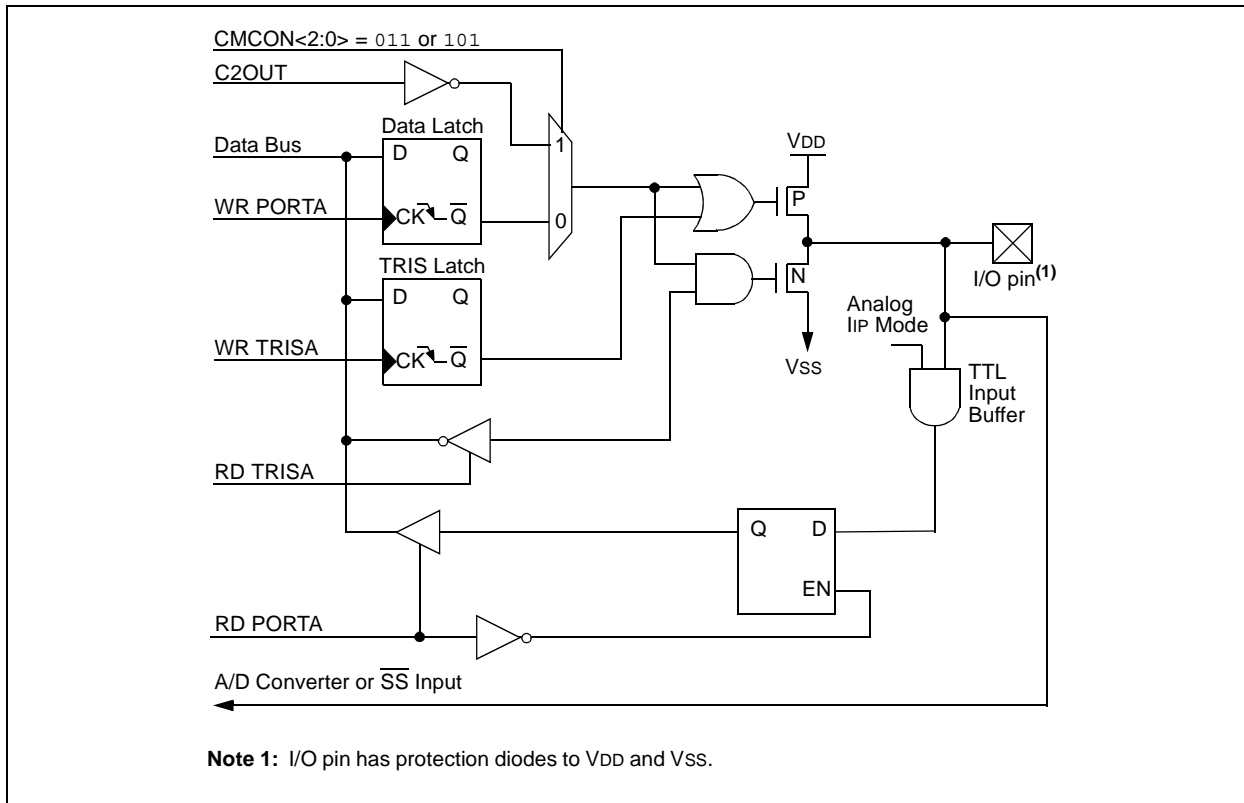 CMCON<2:0> = 011 or 101
C2OUT
Data Latch
Data Bus
D
Q
1
VDD
WR PORTA
CK
Q̅
0
P
TRIS Latch
D
Q
N
I/O pin(1)
Analog
IIP Mode
WR TRISA
CK
Q̅
VSS
TTL
Input
Buffer
RD TRISA
Q
D
EN
RD PORTA
A/D Converter or S̅S̅ Input
Note 1: I/O pin has protection diodes to VDD and VSS.